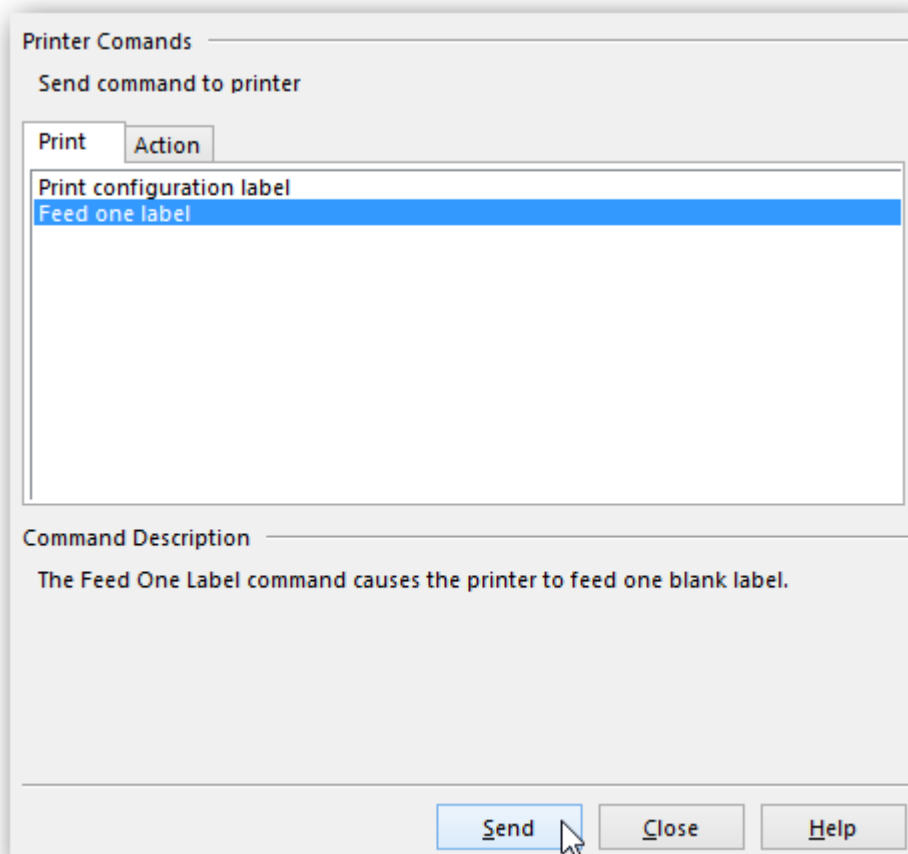 Printer Comands
Send command to printer
Print
Action
Print configuration label
Feed one label
Command Description
The Feed One Label command causes the printer to feed one blank label.
Send
Close
Help